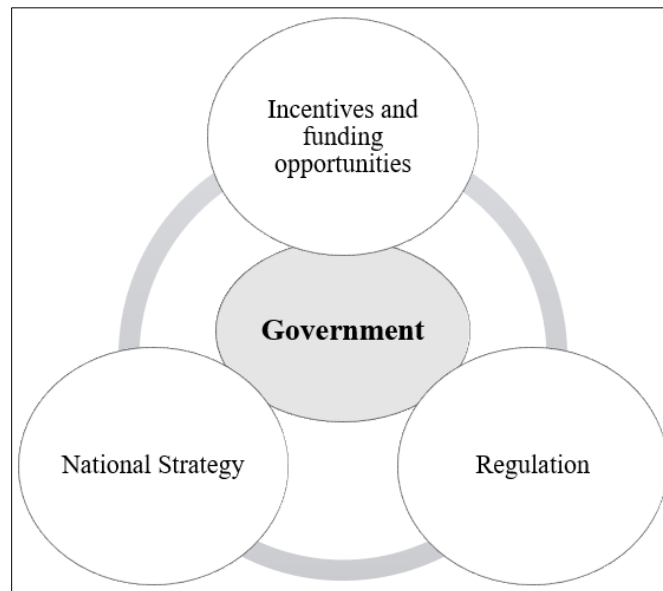 Incentives and
funding
opportunities
Government
National Strategy
Regulation